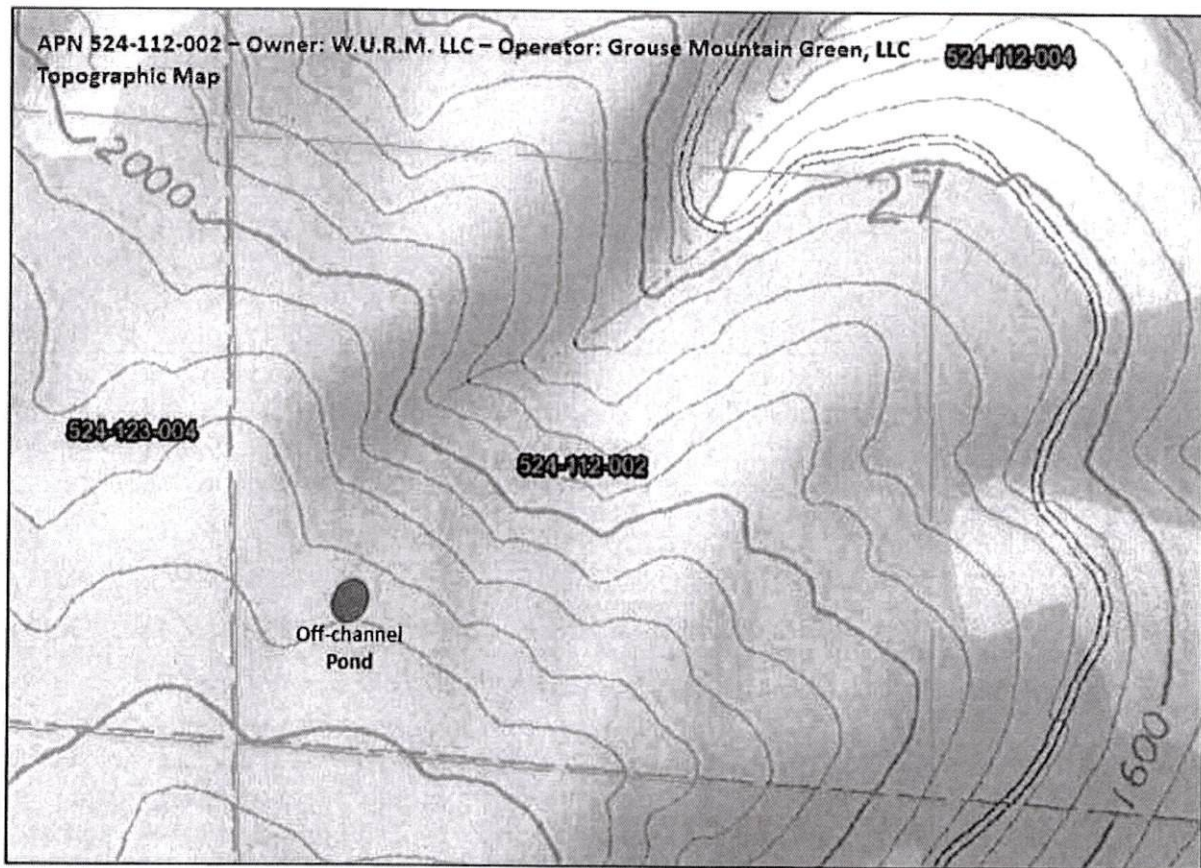 APN 524-112-002 – Owner: W.U.R.M. LLC – Operator: Grouse Mountain Green, LLC
Topographic Map
524-112-004
2000
27
524-123-004
524-112-002
Off-channel
Pond
1600